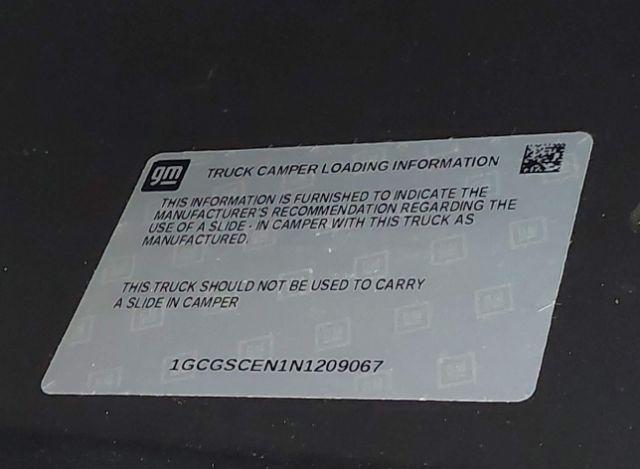 gm
TRUCK CAMPER LOADING INFORMATION
THIS INFORMATION IS FURNISHED TO INDICATE THE
MANUFACTURER'S RECOMMENDATION REGARDING THE
USE OF A SLIDE - IN CAMPER WITH THIS TRUCK AS
MANUFACTURED.
THIS TRUCK SHOULD NOT BE USED TO CARRY
A SLIDE IN CAMPER
1GCGSCEN1N1209067